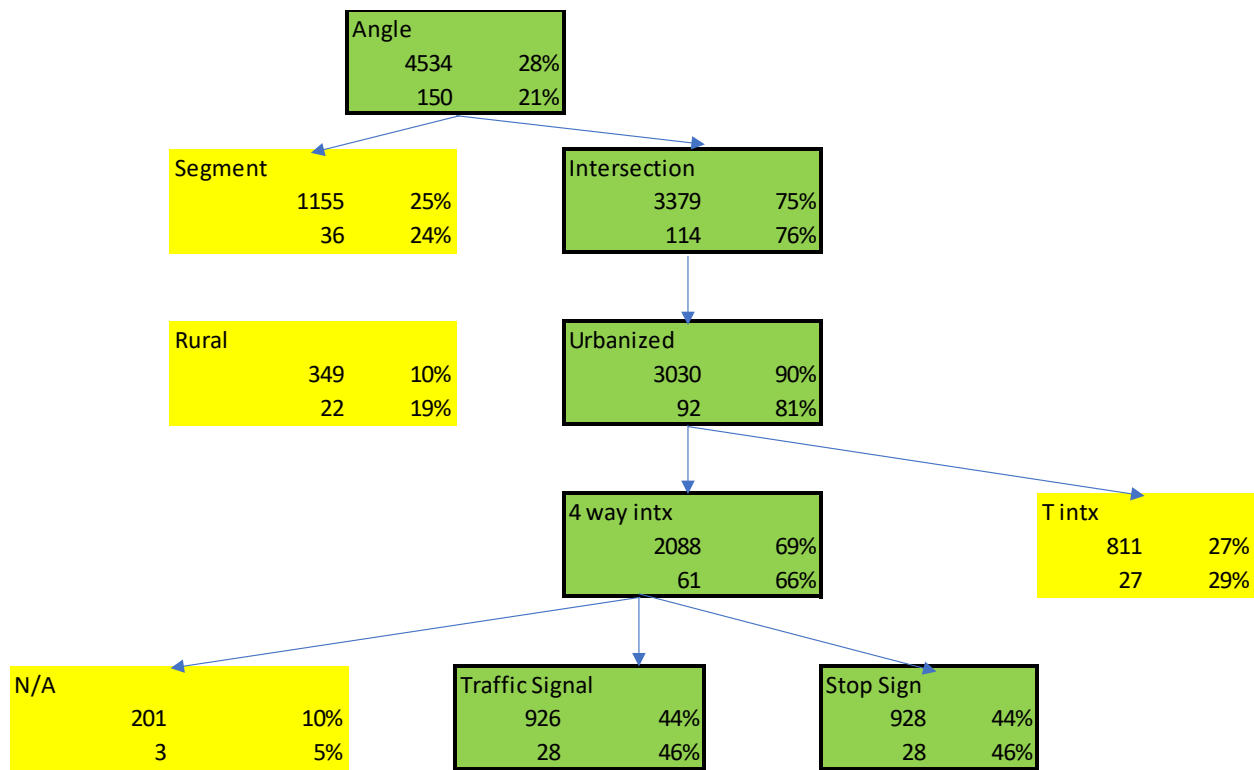 Angle
4534 28%
150 21%
Segment
1155 25%
36 24%
Intersection
3379 75%
114 76%
Rural
349 10%
22 19%
Urbanized
3030 90%
92 81%
4 way intx
2088 69%
61 66%
T intx
811 27%
27 29%
N/A
201 10%
3 5%
Traffic Signal
926 44%
28 46%
Stop Sign
928 44%
28 46%